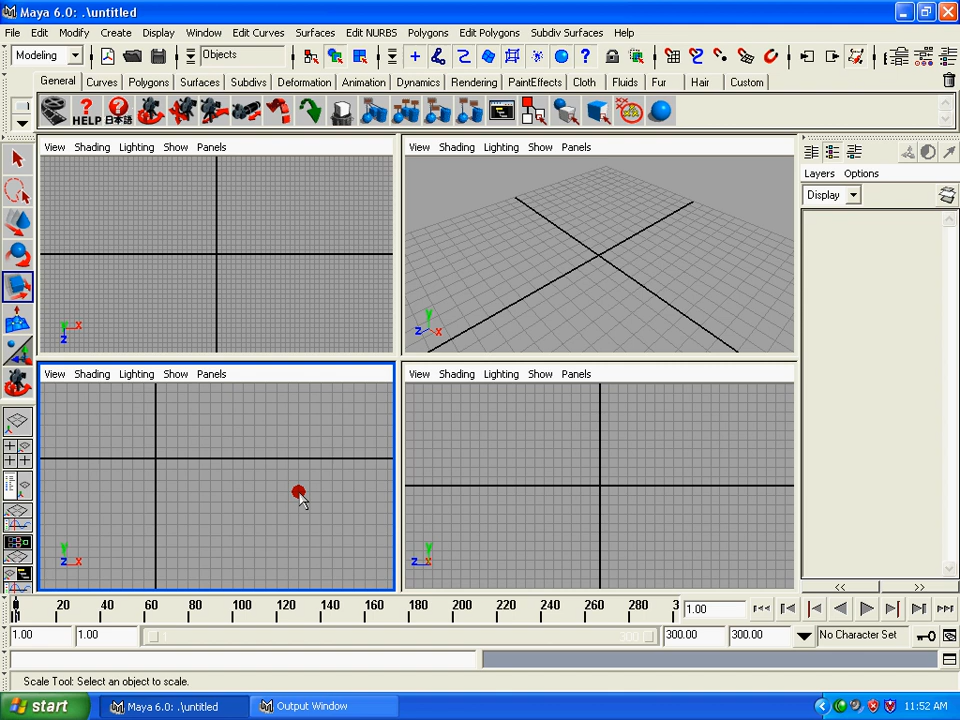 Maya 6.0: .\untitled
File Edit Modify Create Display Window Edit Curves Surfaces Edit NURBS Polygons Edit Polygons Subdiv Surfaces Help
Modeling Objects
General Curves Polygons Surfaces Subdivs Deformation Animation Dynamics Rendering PaintEffects Cloth Fluids Fur Hair Custom
HELP 日本語
View Shading Lighting Show Panels
View Shading Lighting Show Panels
Layers Options
Display
y x
z
y
z x
View Shading Lighting Show Panels
View Shading Lighting Show Panels
y
z x
y
z x
20 40 60 80 100 120 140 160 180 200 220 240 260 280 3
1.00
1.00 1.00 1 300 300.00 300.00 No Character Set
Scale Tool: Select an object to scale.
start Maya 6.0: .\untitled Output Window 11:52 AM